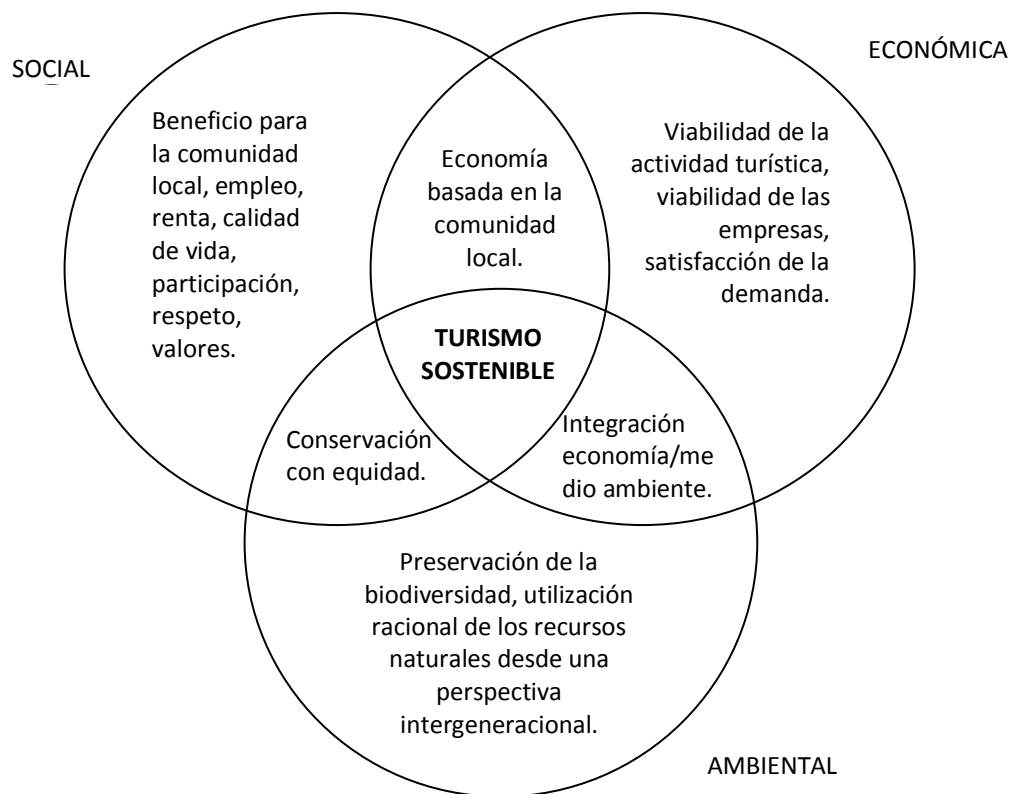 SOCIAL
ECONÓMICA
Beneficio para
la comunidad
local, empleo,
renta, calidad
de vida,
participación,
respeto,
valores.
Economía
basada en la
comunidad
local.
Viabilidad de la
actividad turística,
viabilidad de las
empresas,
satisfacción de la
demanda.
TURISMO
SOSTENIBLE
Conservación
con equidad.
Integración
economía/me
dio ambiente.
Preservación de la
biodiversidad, utilización
racional de los recursos
naturales desde una
perspectiva
intergeneracional.
AMBIENTAL